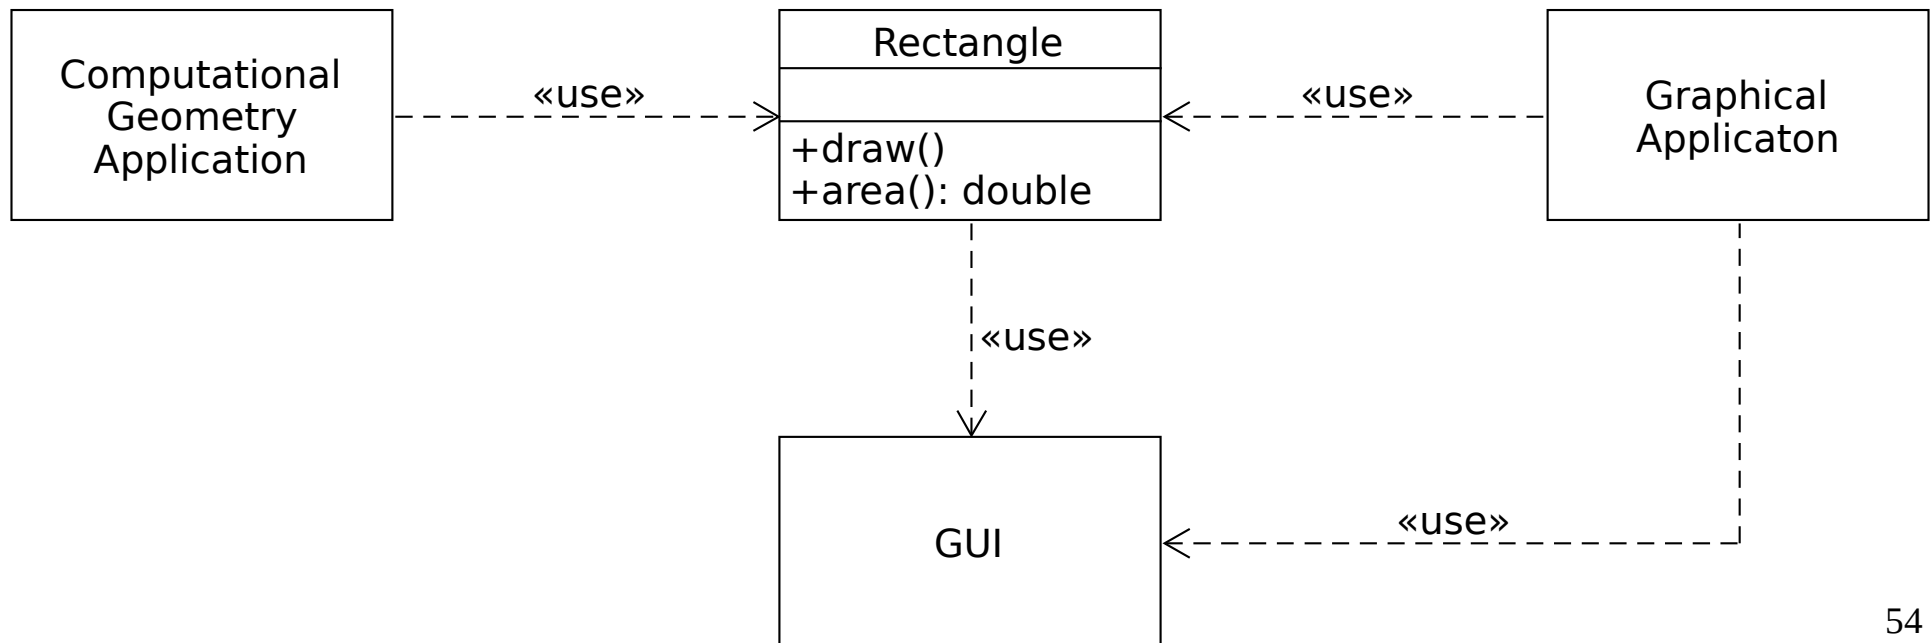 Computational
Geometry
Application
«use»
Rectangle
+draw()
+area(): double
«use»
Graphical
Applicaton
«use»
GUI
«use»
54